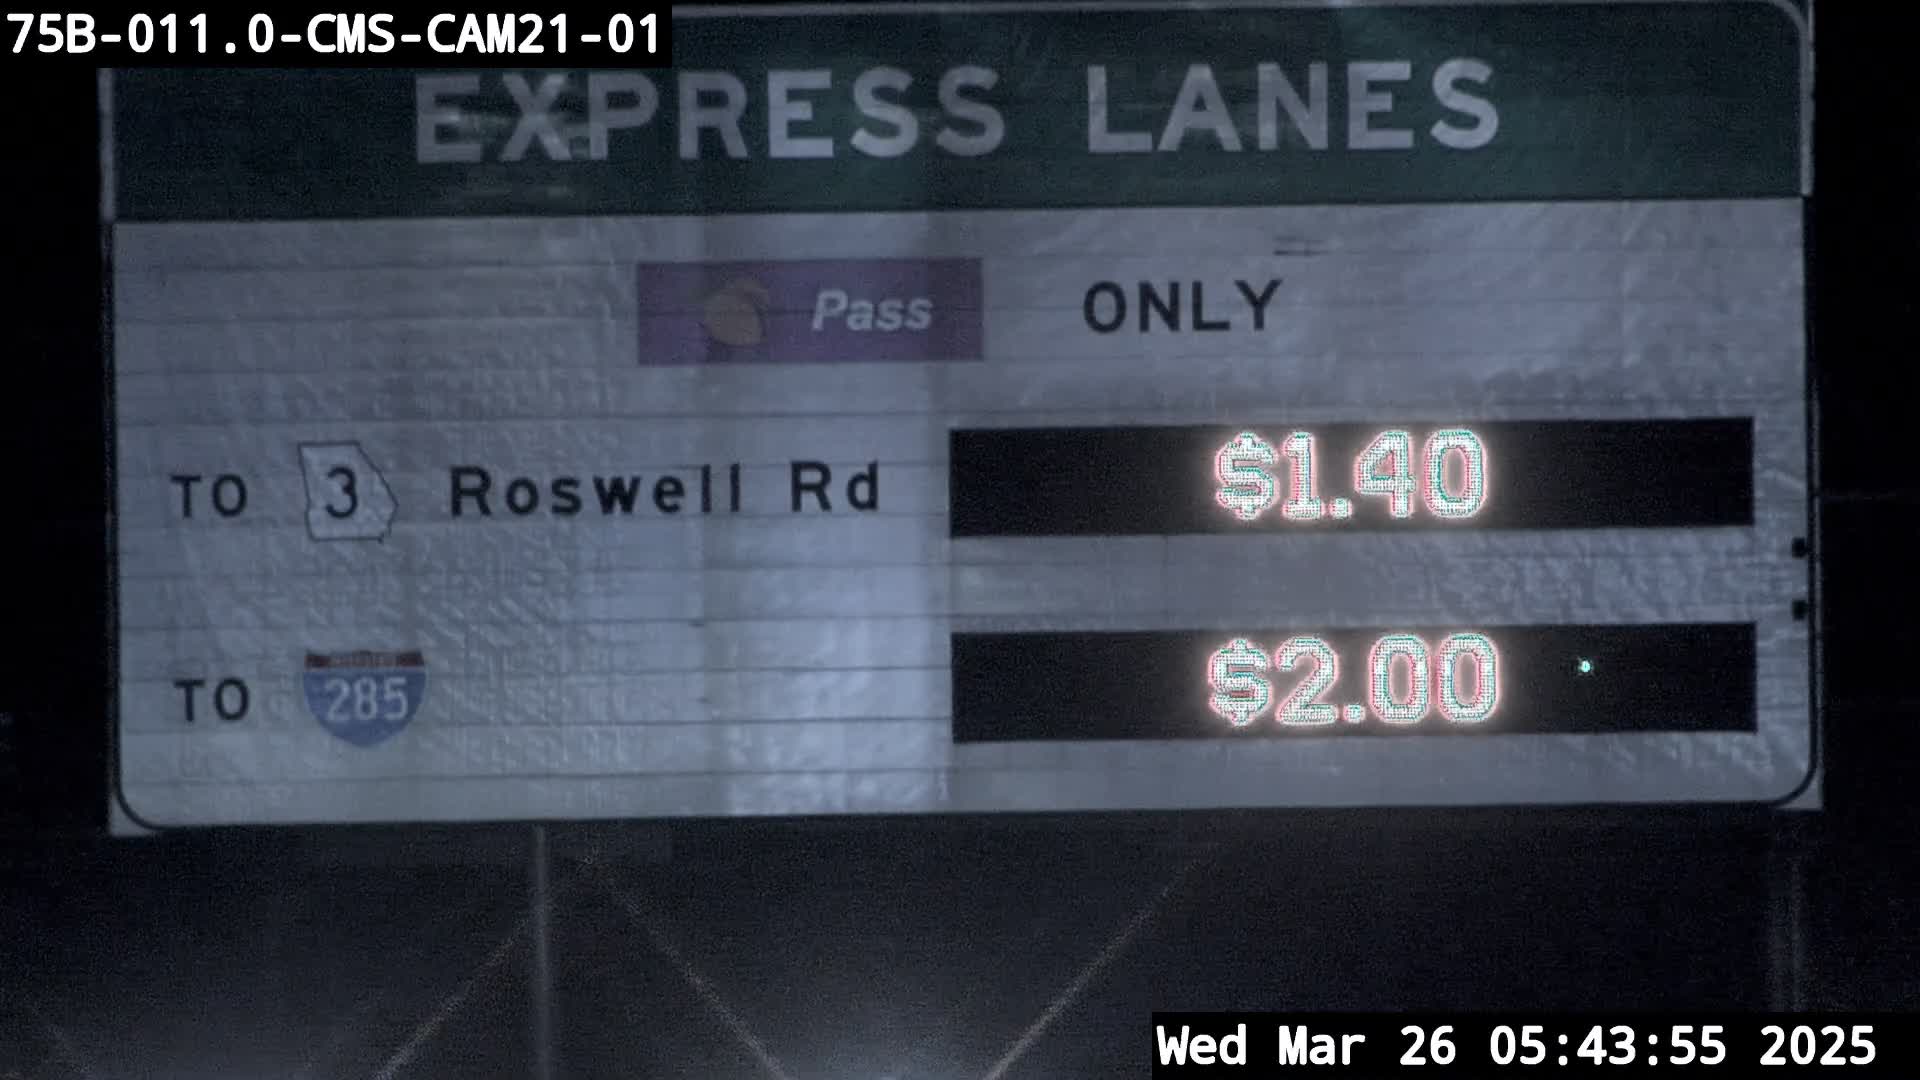 75B-011.0-CMS-CAM21-01
EXPRESS LANES
Pass ONLY
TO 3 Roswell Rd $1.40
TO 285 $2.00
Wed Mar 26 05:43:55 2025